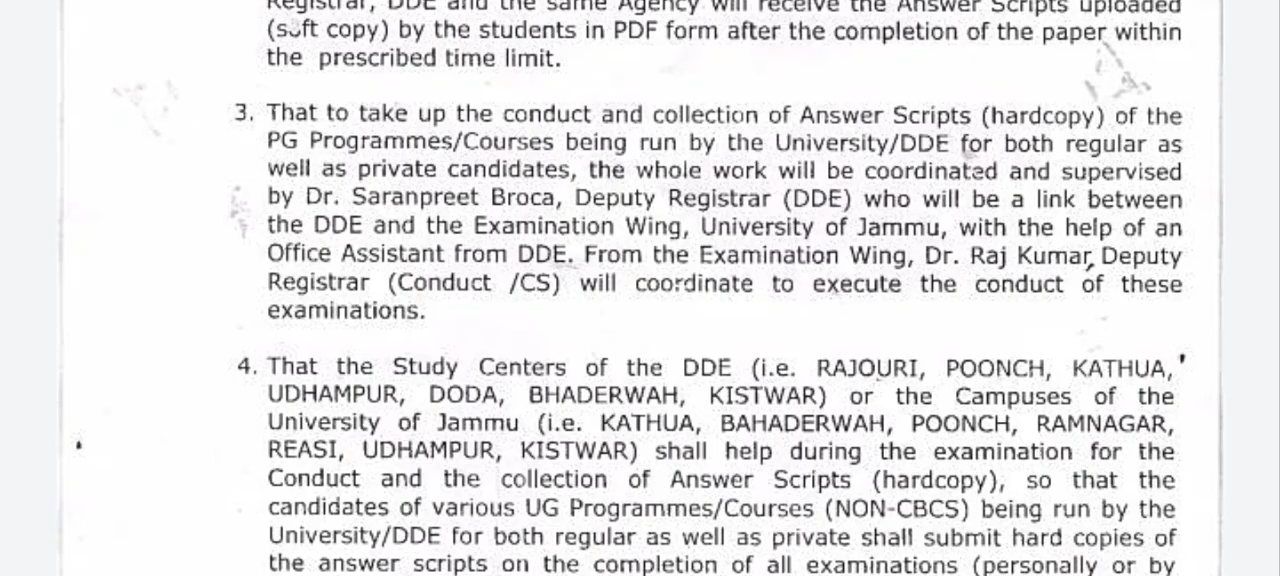 Registrar, DDE and the same Agency will receive the Answer Scripts uploaded
(soft copy) by the students in PDF form after the completion of the paper within
the prescribed time limit.
3. That to take up the conduct and collection of Answer Scripts (hardcopy) of the
PG Programmes/Courses being run by the University/DDE for both regular as
well as private candidates, the whole work will be coordinated and supervised
by Dr. Saranpreet Broca, Deputy Registrar (DDE) who will be a link between
the DDE and the Examination Wing, University of Jammu, with the help of an
Office Assistant from DDE. From the Examination Wing, Dr. Raj Kumar, Deputy
Registrar (Conduct /CS) will coordinate to execute the conduct of these
examinations.
4. That the Study Centers of the DDE (i.e. RAJOURI, POONCH, KATHUA,
UDHAMPUR, DODA, BHADERWAH, KISTWAR) or the Campuses of the
University of Jammu (i.e. KATHUA, BAHADERWAH, POONCH, RAMNAGAR,
REASI, UDHAMPUR, KISTWAR) shall help during the examination for the
Conduct and the collection of Answer Scripts (hardcopy), so that the
candidates of various UG Programmes/Courses (NON-CBCS) being run by the
University/DDE for both regular as well as private shall submit hard copies of
the answer scripts on the completion of all examinations (personally or by